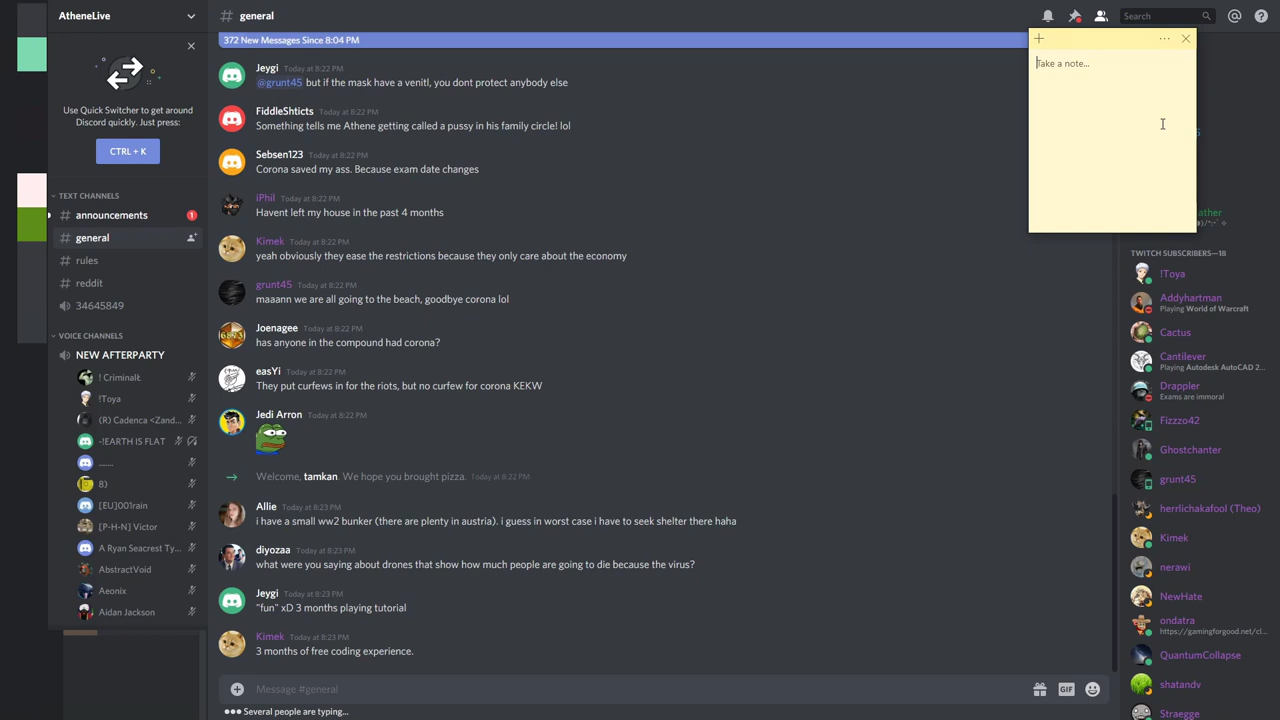 AtheneLive
Use Quick Switcher to get around
Discord quickly. Just press:
CTRL + K
TEXT CHANNELS
# announcements 1
# general
# rules
# reddit
34645849
VOICE CHANNELS
NEW AFTERPARTY
! CriminalŁ
!Toya
(R) Cadenca <Zand...
-!EARTH IS FLAT
.......
8)
[EU]001rain
[P-H-N] Victor
A Ryan Seacrest Ty...
AbstractVoid
Aeonix
Aidan Jackson
# general
372 New Messages Since 8:04 PM
Jeygi Today at 8:22 PM
@grunt45 but if the mask have a venitl, you dont protect anybody else
FiddleShticts Today at 8:22 PM
Something tells me Athene getting called a pussy in his family circle! lol
Sebsen123 Today at 8:22 PM
Corona saved my ass. Because exam date changes
iPhil Today at 8:22 PM
Havent left my house in the past 4 months
Kimek Today at 8:22 PM
yeah obviously they ease the restrictions because they only care about the economy
grunt45 Today at 8:22 PM
maaann we are all going to the beach, goodbye corona lol
Joenagee Today at 8:22 PM
has anyone in the compound had corona?
easYi Today at 8:22 PM
They put curfews in for the riots, but no curfew for corona KEKW
Jedi Arron Today at 8:22 PM
Welcome, tamkan. We hope you brought pizza. Today at 8:22 PM
Allie Today at 8:23 PM
i have a small ww2 bunker (there are plenty in austria). i guess in worst case i have to seek shelter there haha
diyozaa Today at 8:23 PM
what were you saying about drones that show how much people are going to die because the virus?
Jeygi Today at 8:23 PM
"fun" xD 3 months playing tutorial
Kimek Today at 8:23 PM
3 months of free coding experience.
Message #general
GIF
Several people are typing...
Search
Take a note...
ather
TWITCH SUBSCRIBERS—18
!Toya
Addyhartman
Playing World of Warcraft
Cactus
Cantilever
Playing Autodesk AutoCAD 2...
Drappler
Exams are immoral
Fizzzo42
Ghostchanter
grunt45
herrlichakafool (Theo)
Kimek
nerawi
NewHate
ondatra
https://gamingforgood.net/cl...
QuantumCollapse
shatandv
Straegge